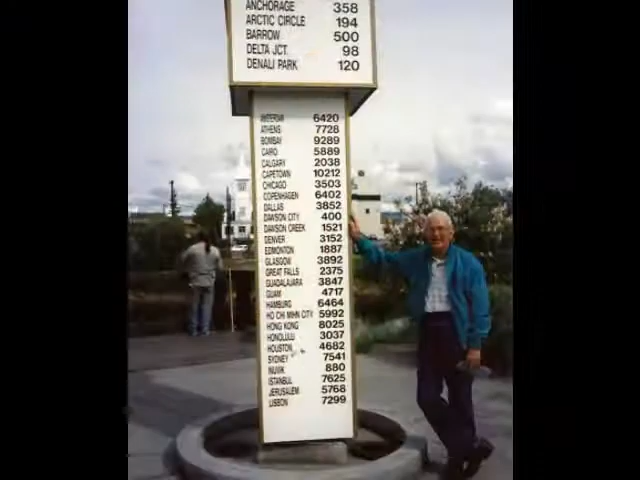 ANCHORAGE 358
ARCTIC CIRCLE 194
BARROW 500
DELTA JCT. 98
DENALI PARK 120
AMSTERDAM 6420
ATHENS 7728
BOMBAY 9289
CAIRO 5889
CALGARY 2038
CAPETOWN 10212
CHICAGO 3503
COPENHAGEN 6402
DALLAS 3852
DAWSON CITY 400
DAWSON CREEK 1521
DENVER 3152
EDMONTON 1887
GLASGOW 3892
GREAT FALLS 2375
GUADALAJARA 3847
GUAM 4717
HAMBURG 6464
HO CHI MIHN CITY 5992
HONG KONG 8025
HONOLULU 3037
HOUSTON 4682
SYDNEY 7541
INUVIK 880
ISTANBUL 7625
JERUSALEM 5768
LISBON 7299